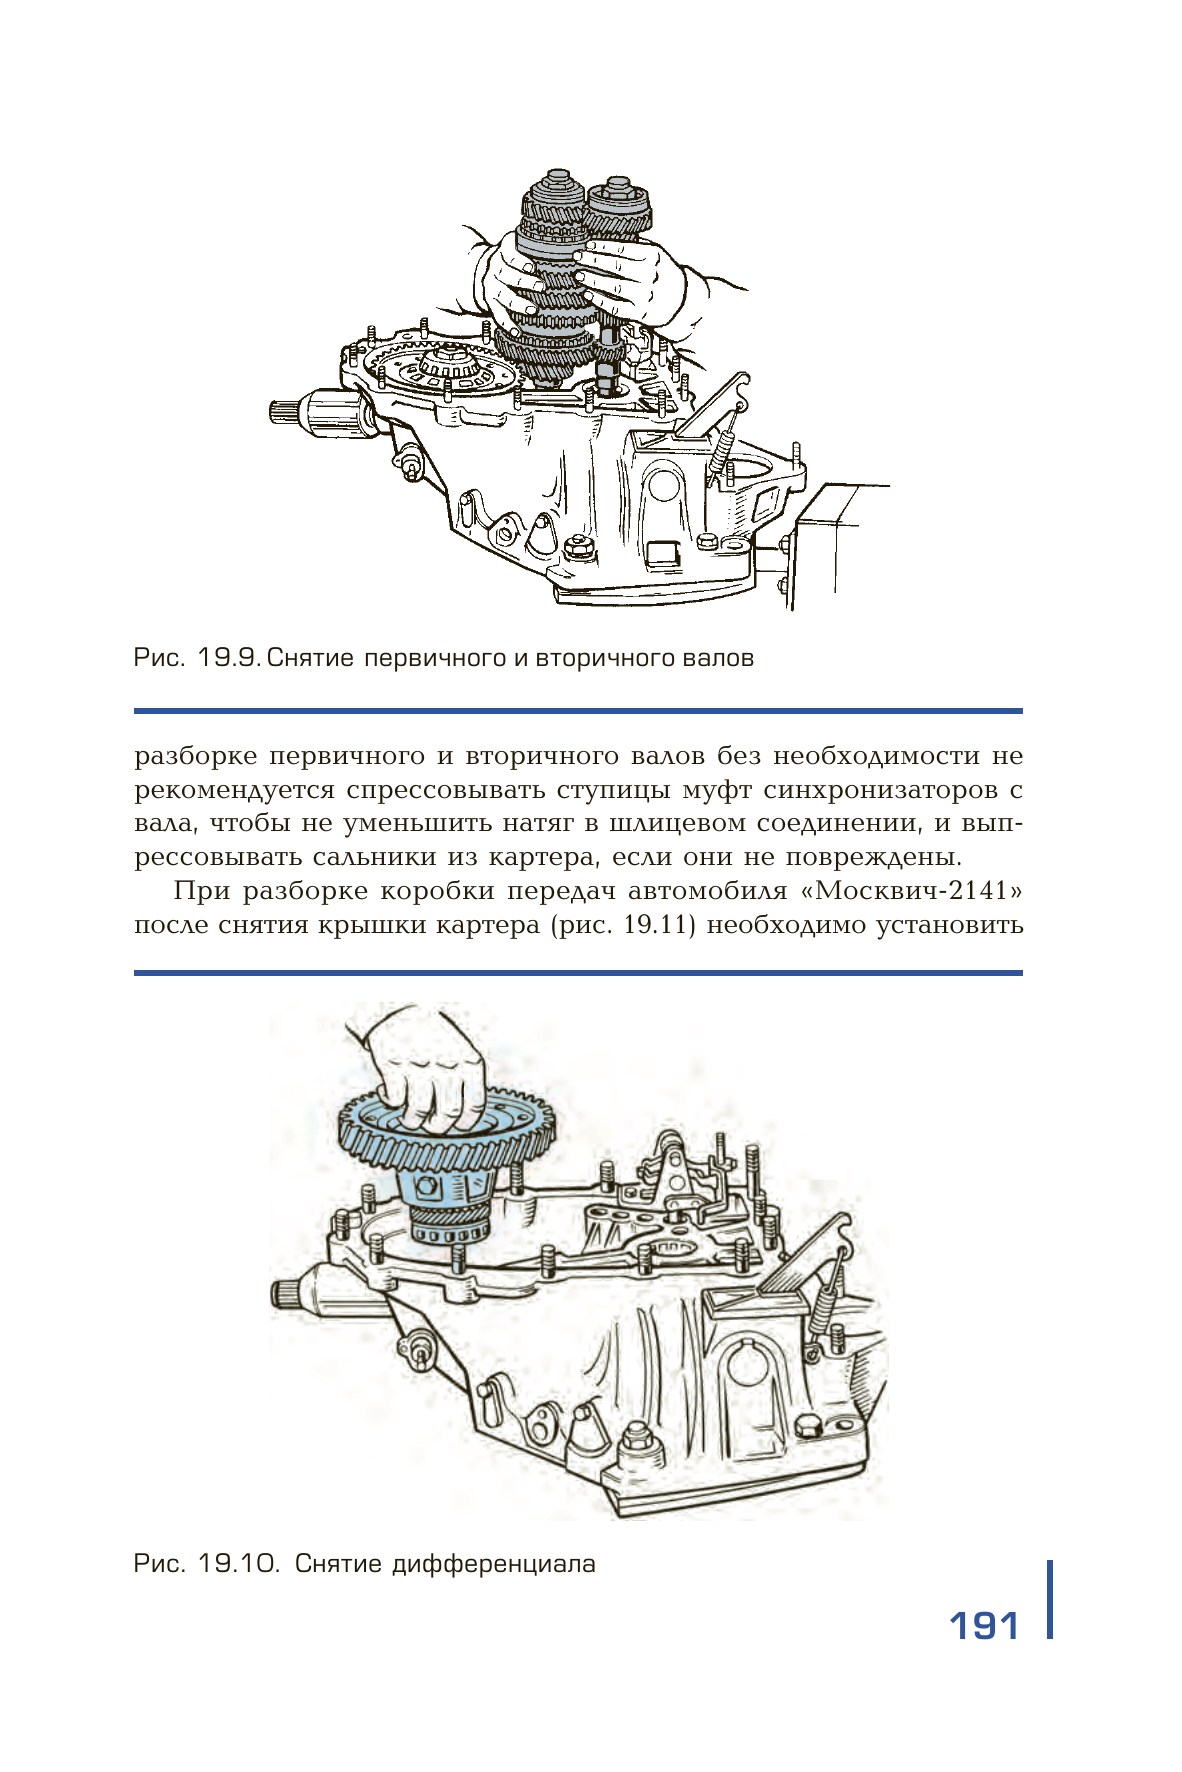 Рис. 19.9. Снятие первичного и вторичного валов
разборке первичного и вторичного валов без необходимости не
рекомендуется спрессовывать ступицы муфт синхронизаторов с
вала, чтобы не уменьшить натяг в шлицевом соединении, и вып-
рессовывать сальники из картера, если они не повреждены.
При разборке коробки передач автомобиля «Москвич-2141»
после снятия крышки картера (рис. 19.11) необходимо установить
Рис. 19.10. Снятие дифференциала
191